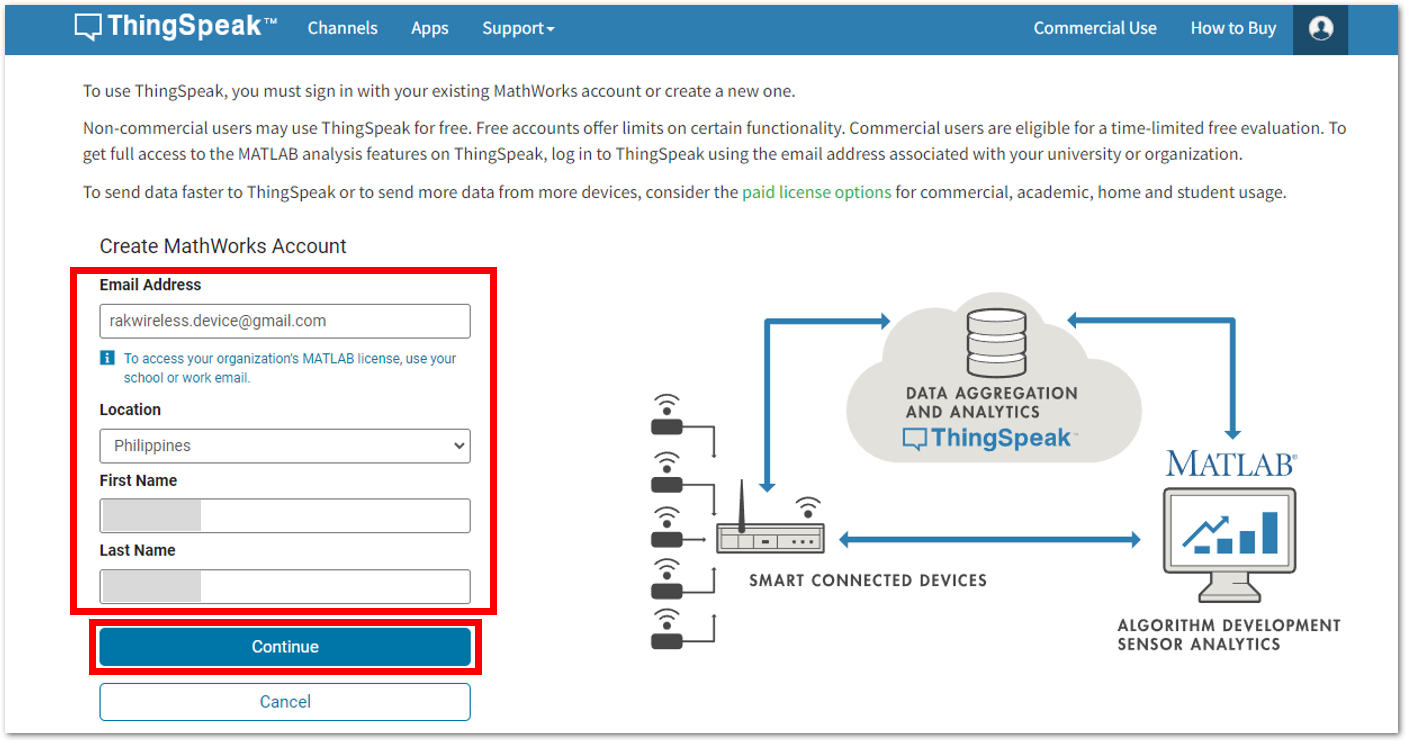 ThingSpeak™ Channels Apps Support Commercial Use How to Buy
To use ThingSpeak, you must sign in with your existing MathWorks account or create a new one.
Non-commercial users may use ThingSpeak for free. Free accounts offer limits on certain functionality. Commercial users are eligible for a time-limited free evaluation. To
get full access to the MATLAB analysis features on ThingSpeak, log in to ThingSpeak using the email address associated with your university or organization.
To send data faster to ThingSpeak or to send more data from more devices, consider the paid license options for commercial, academic, home and student usage.
Create MathWorks Account
Email Address
rakwireless.device@gmail.com
To access your organization's MATLAB license, use your
school or work email.
Location
Philippines
First Name
Last Name
Continue
Cancel
DATA AGGREGATION
AND ANALYTICS
ThingSpeak™
MATLAB®
SMART CONNECTED DEVICES
ALGORITHM DEVELOPMENT
SENSOR ANALYTICS